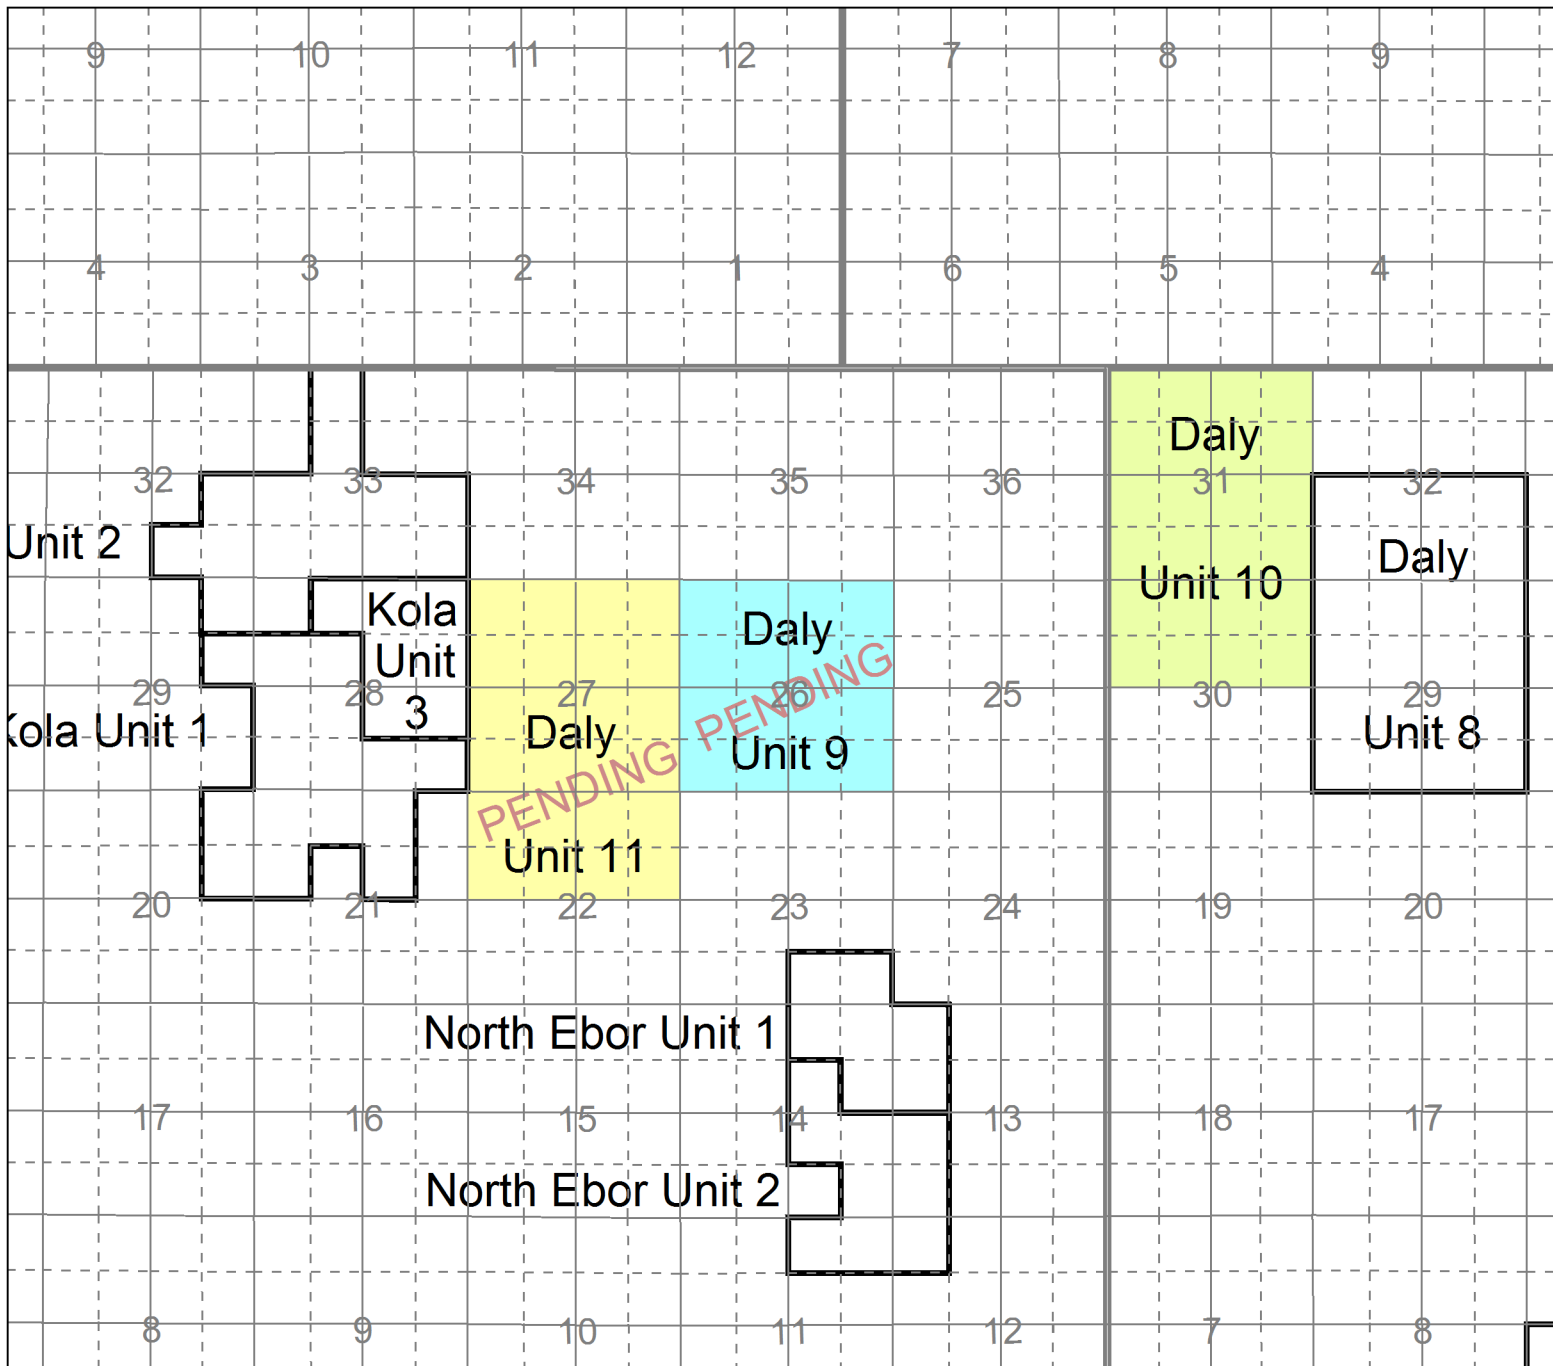 9 10 11 12 7 8 9
4 3 2 1 6 5 4
Daly
32 33 34 35 36 31 32
Unit 2
Daly
Unit 10
Kola
Unit
3
Daly
PENDING
29 28 27 26 25 30 29
Kola Unit 1
Daly
Unit 9
Unit 8
PENDING
Unit 11
20 21 22 23 24 19 20
North Ebor Unit 1
17 16 15 14 13 18 17
North Ebor Unit 2
8 9 10 11 12 7 8